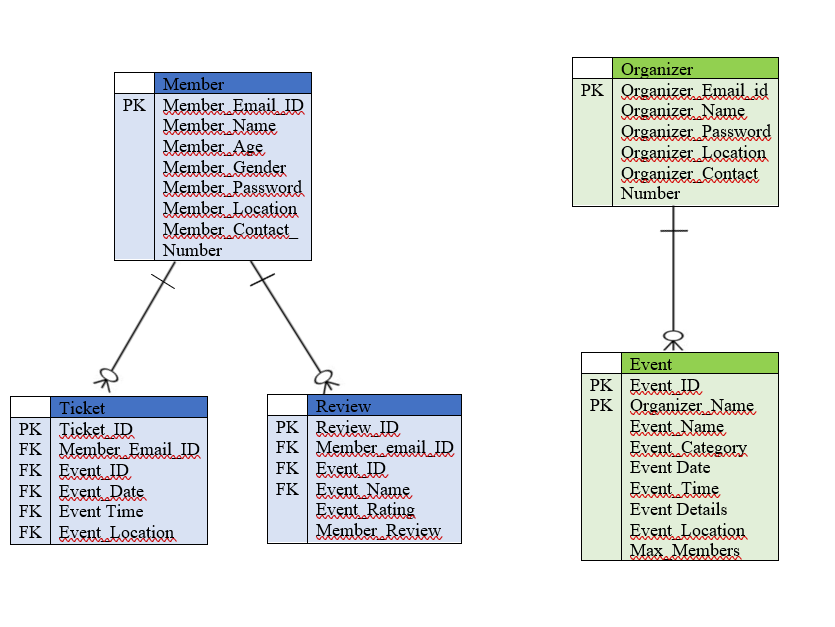 Member
PK Member_Email_ID
Member_Name
Member_Age
Member_Gender
Member_Password
Member_Location
Member_Contact_
Number
Organizer
PK Organizer_Email_id
Organizer_Name
Organizer_Password
Organizer_Location
Organizer_Contact
Number
Ticket
PK Ticket_ID
FK Member_Email_ID
FK Event_ID
FK Event_Date
FK Event Time
FK Event_Location
Review
PK Review_ID
FK Member_email_ID
FK Event_ID
FK Event_Name
Event_Rating
Member_Review
Event
PK Event_ID
PK Organizer_Name
Event_Name
Event_Category
Event Date
Event_Time
Event Details
Event_Location
Max_Members